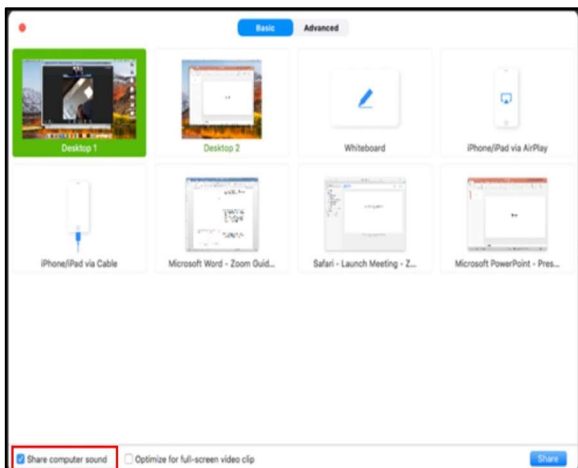 Basic Advanced
Desktop 1 Desktop 2 Whiteboard iPhone/iPad via AirPlay
iPhone/iPad via Cable Microsoft Word - Zoom Guid... Safari - Launch Meeting - Z... Microsoft PowerPoint - Pres...
Share computer sound Optimize for full-screen video clip Share